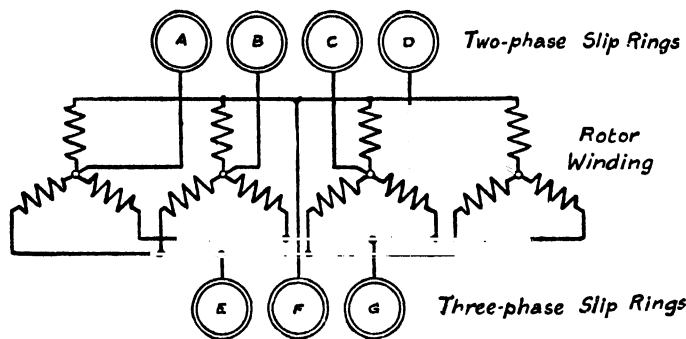 A B C D Two-phase Slip Rings
Rotor
Winding
E F G Three-phase Slip Rings